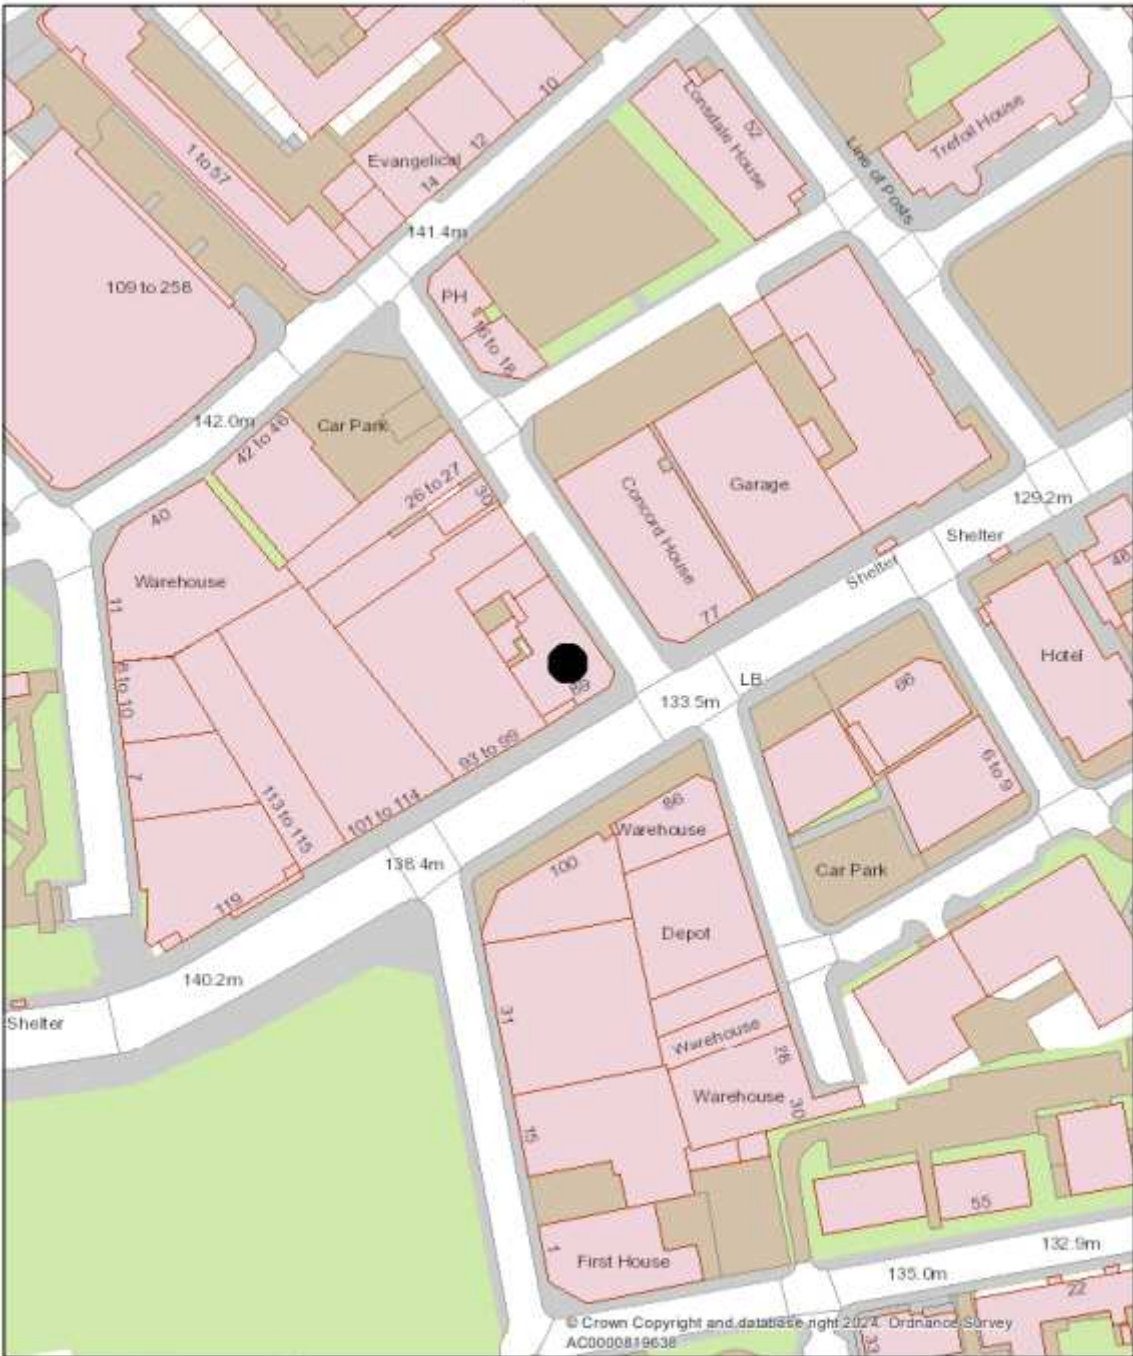 10
Lonsdale House
52
Trefoil House
1 to 57
Evangelical
12
14
Line of Posts
141.4m
109 to 258
PH
16 to 18
142.0m
42 to 46
Car Park
26 to 27
30
Concord House
Garage
129.2m
40
Shelter
Shelter
48
Warehouse
11
77
Hotel
8 to 10
89
LB
133.5m
66
93 to 99
6 to 9
7
113 to 115
101 to 114
86
Warehouse
138.4m
100
Car Park
119
Depot
140.2m
31
Shelter
Warehouse
28
Warehouse
30
15
55
1
First House
132.9m
135.0m
22
© Crown Copyright and database right 2024. Ordnance Survey
AC0000819638
33